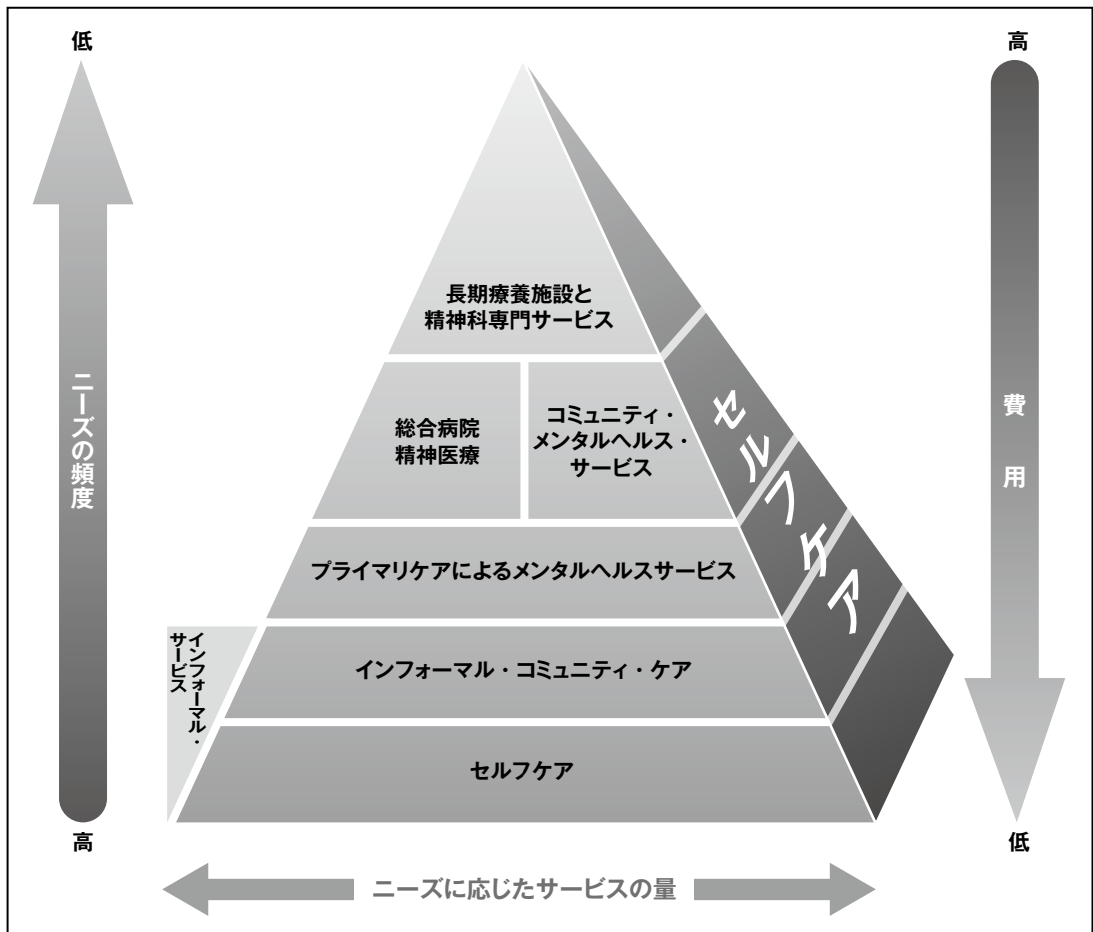 低
高
ニーズの頻度
長期療養施設と
精神科専門サービス
総合病院
精神医療
コミュニティ・
メンタルヘルス・
サービス
セルフケア
費用
プライマリケアによるメンタルヘルスサービス
インフォーマル・
サービス
インフォーマル・コミュニティ・ケア
セルフケア
高
低
ニーズに応じたサービスの量